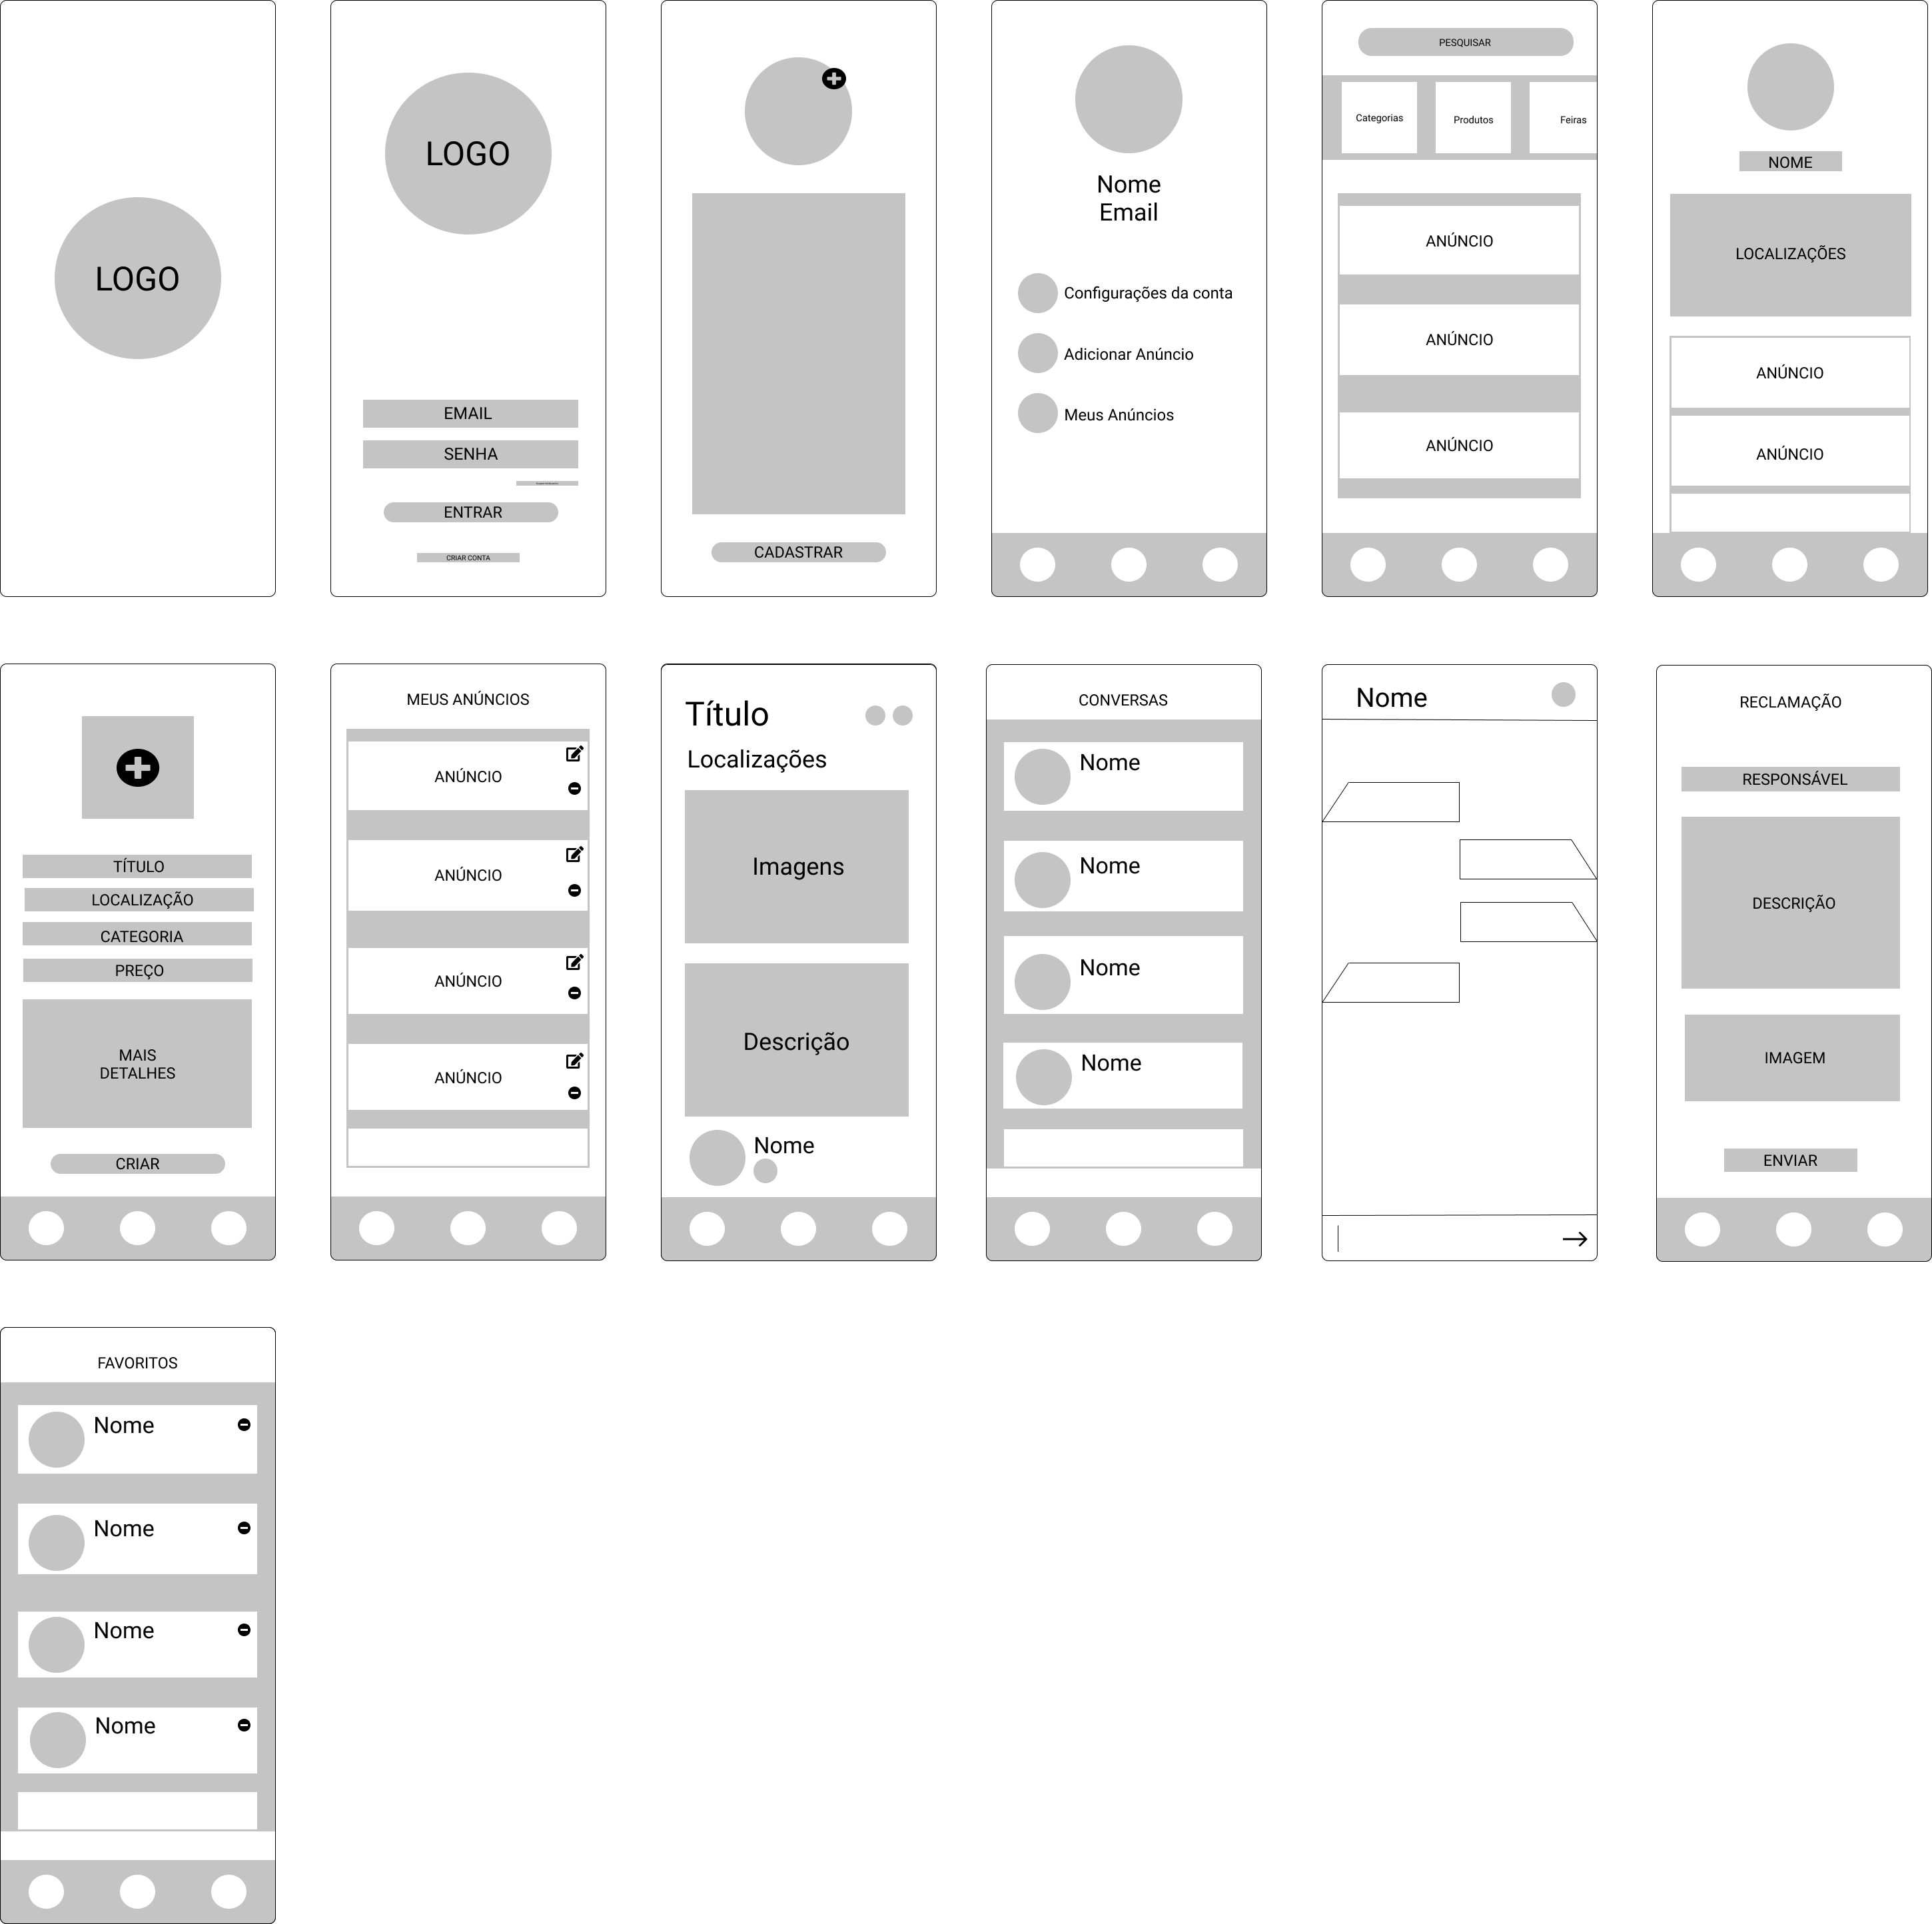 LOGO
LOGO
EMAIL
SENHA
ENTRAR
CRIAR CONTA
CADASTRAR
Nome
Email
Configurações da conta
Adicionar Anúncio
Meus Anúncios
PESQUISAR
Categorias
Produtos
Feiras
ANÚNCIO
ANÚNCIO
ANÚNCIO
NOME
LOCALIZAÇÕES
ANÚNCIO
ANÚNCIO
TÍTULO
LOCALIZAÇÃO
CATEGORIA
PREÇO
MAIS
DETALHES
CRIAR
MEUS ANÚNCIOS
ANÚNCIO
ANÚNCIO
ANÚNCIO
ANÚNCIO
Título
Localizações
Imagens
Descrição
Nome
CONVERSAS
Nome
Nome
Nome
Nome
Nome
RECLAMAÇÃO
RESPONSÁVEL
DESCRIÇÃO
IMAGEM
ENVIAR
FAVORITOS
Nome
Nome
Nome
Nome